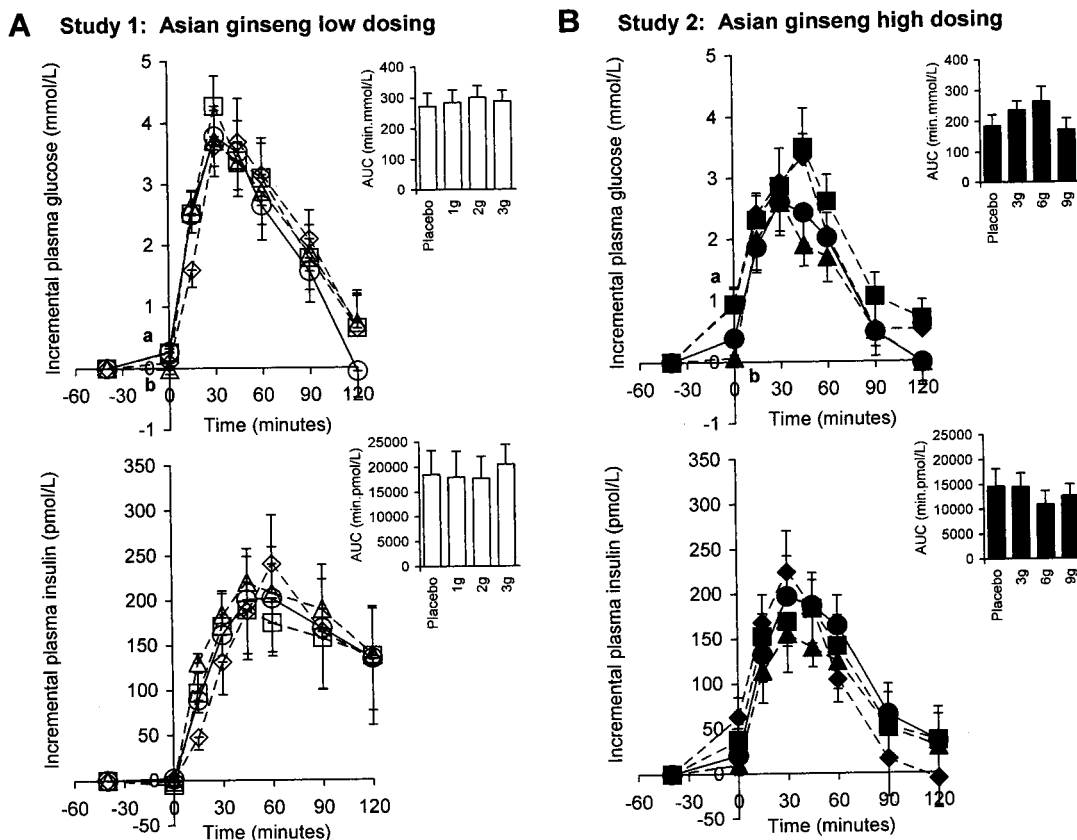 A Study 1: Asian ginseng low dosing
Incremental plasma glucose (mmol/L)
5
4
3
2
1
0
-1
a
b
-60 -30 0 30 60 90 120
Time (minutes)
AUC (min.mmol/L)
400
300
200
100
0
Placebo
1g
2g
3g
Incremental plasma insulin (pmol/L)
350
300
250
200
150
100
50
0
-50
-60 -30 0 30 60 90 120
Time (minutes)
AUC (min.pmol/L)
25000
20000
15000
10000
5000
0
Placebo
1g
2g
3g
B Study 2: Asian ginseng high dosing
Incremental plasma glucose (mmol/L)
5
4
3
2
1
0
-1
a
b
-60 -30 0 30 60 90 120
Time (minutes)
AUC (min.mmol/L)
400
300
200
100
0
Placebo
3g
6g
9g
Incremental plasma insulin (pmol/L)
350
300
250
200
150
100
50
0
-50
-60 -30 0 30 60 90 120
Time (minutes)
AUC (min.pmol/L)
25000
20000
15000
10000
5000
0
Placebo
3g
6g
9g